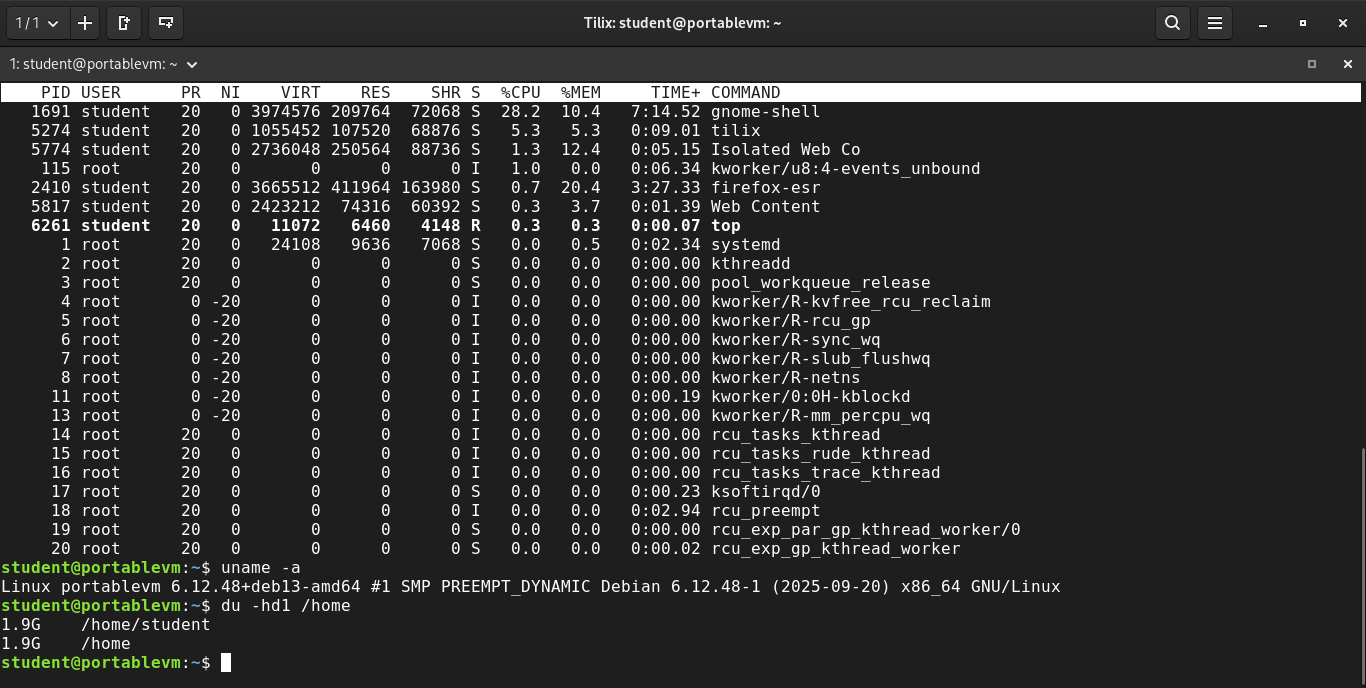 1 / 1
Tilix: student@portablevm: ~
1: student@portablevm: ~
    PID USER      PR  NI    VIRT    RES    SHR S  %CPU  %MEM     TIME+ COMMAND
   1691 student   20   0 3974576 209764  72068 S  28.2  10.4   7:14.52 gnome-shell
   5274 student   20   0 1055452 107520  68876 S   5.3   5.3   0:09.01 tilix
   5774 student   20   0 2736048 250564  88736 S   1.3  12.4   0:05.15 Isolated Web Co
    115 root      20   0       0      0      0 I   1.0   0.0   0:06.34 kworker/u8:4-events_unbound
   2410 student   20   0 3665512 411964 163980 S   0.7  20.4   3:27.33 firefox-esr
   5817 student   20   0 2423212  74316  60392 S   0.3   3.7   0:01.39 Web Content
   6261 student   20   0   11072   6460   4148 R   0.3   0.3   0:00.07 top
      1 root      20   0   24108   9636   7068 S   0.0   0.5   0:02.34 systemd
      2 root      20   0       0      0      0 S   0.0   0.0   0:00.00 kthreadd
      3 root      20   0       0      0      0 S   0.0   0.0   0:00.00 pool_workqueue_release
      4 root       0 -20       0      0      0 I   0.0   0.0   0:00.00 kworker/R-kvfree_rcu_reclaim
      5 root       0 -20       0      0      0 I   0.0   0.0   0:00.00 kworker/R-rcu_gp
      6 root       0 -20       0      0      0 I   0.0   0.0   0:00.00 kworker/R-sync_wq
      7 root       0 -20       0      0      0 I   0.0   0.0   0:00.00 kworker/R-slub_flushwq
      8 root       0 -20       0      0      0 I   0.0   0.0   0:00.00 kworker/R-netns
     11 root       0 -20       0      0      0 I   0.0   0.0   0:00.19 kworker/0:0H-kblockd
     13 root       0 -20       0      0      0 I   0.0   0.0   0:00.00 kworker/R-mm_percpu_wq
     14 root      20   0       0      0      0 I   0.0   0.0   0:00.00 rcu_tasks_kthread
     15 root      20   0       0      0      0 I   0.0   0.0   0:00.00 rcu_tasks_rude_kthread
     16 root      20   0       0      0      0 I   0.0   0.0   0:00.00 rcu_tasks_trace_kthread
     17 root      20   0       0      0      0 S   0.0   0.0   0:00.23 ksoftirqd/0
     18 root      20   0       0      0      0 I   0.0   0.0   0:02.94 rcu_preempt
     19 root      20   0       0      0      0 S   0.0   0.0   0:00.00 rcu_exp_par_gp_kthread_worker/0
     20 root      20   0       0      0      0 S   0.0   0.0   0:00.02 rcu_exp_gp_kthread_worker
student@portablevm:~$ uname -a
Linux portablevm 6.12.48+deb13-amd64 #1 SMP PREEMPT_DYNAMIC Debian 6.12.48-1 (2025-09-20) x86_64 GNU/Linux
student@portablevm:~$ du -hd1 /home
1.9G    /home/student
1.9G    /home
student@portablevm:~$